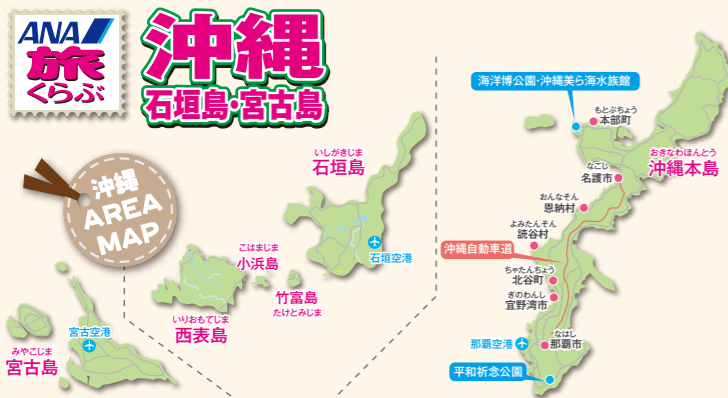 ANA
旅
くらぶ
沖縄
石垣島・宮古島
沖縄
AREA
MAP
いしがきじま
石垣島
石垣空港
こはまじま
小浜島
竹富島
たけとみじま
いりおもてじま
西表島
宮古空港
みやこじま
宮古島
海洋博公園・沖縄美ら海水族館
もとぶちょう
本部町
おきなわほんとう
沖縄本島
なごし
名護市
おんなそん
恩納村
よみたんそん
読谷村
沖縄自動車道
ちゃたんちょう
北谷町
ぎのわんし
宜野湾市
なはし
那覇市
那覇空港
平和祈念公園